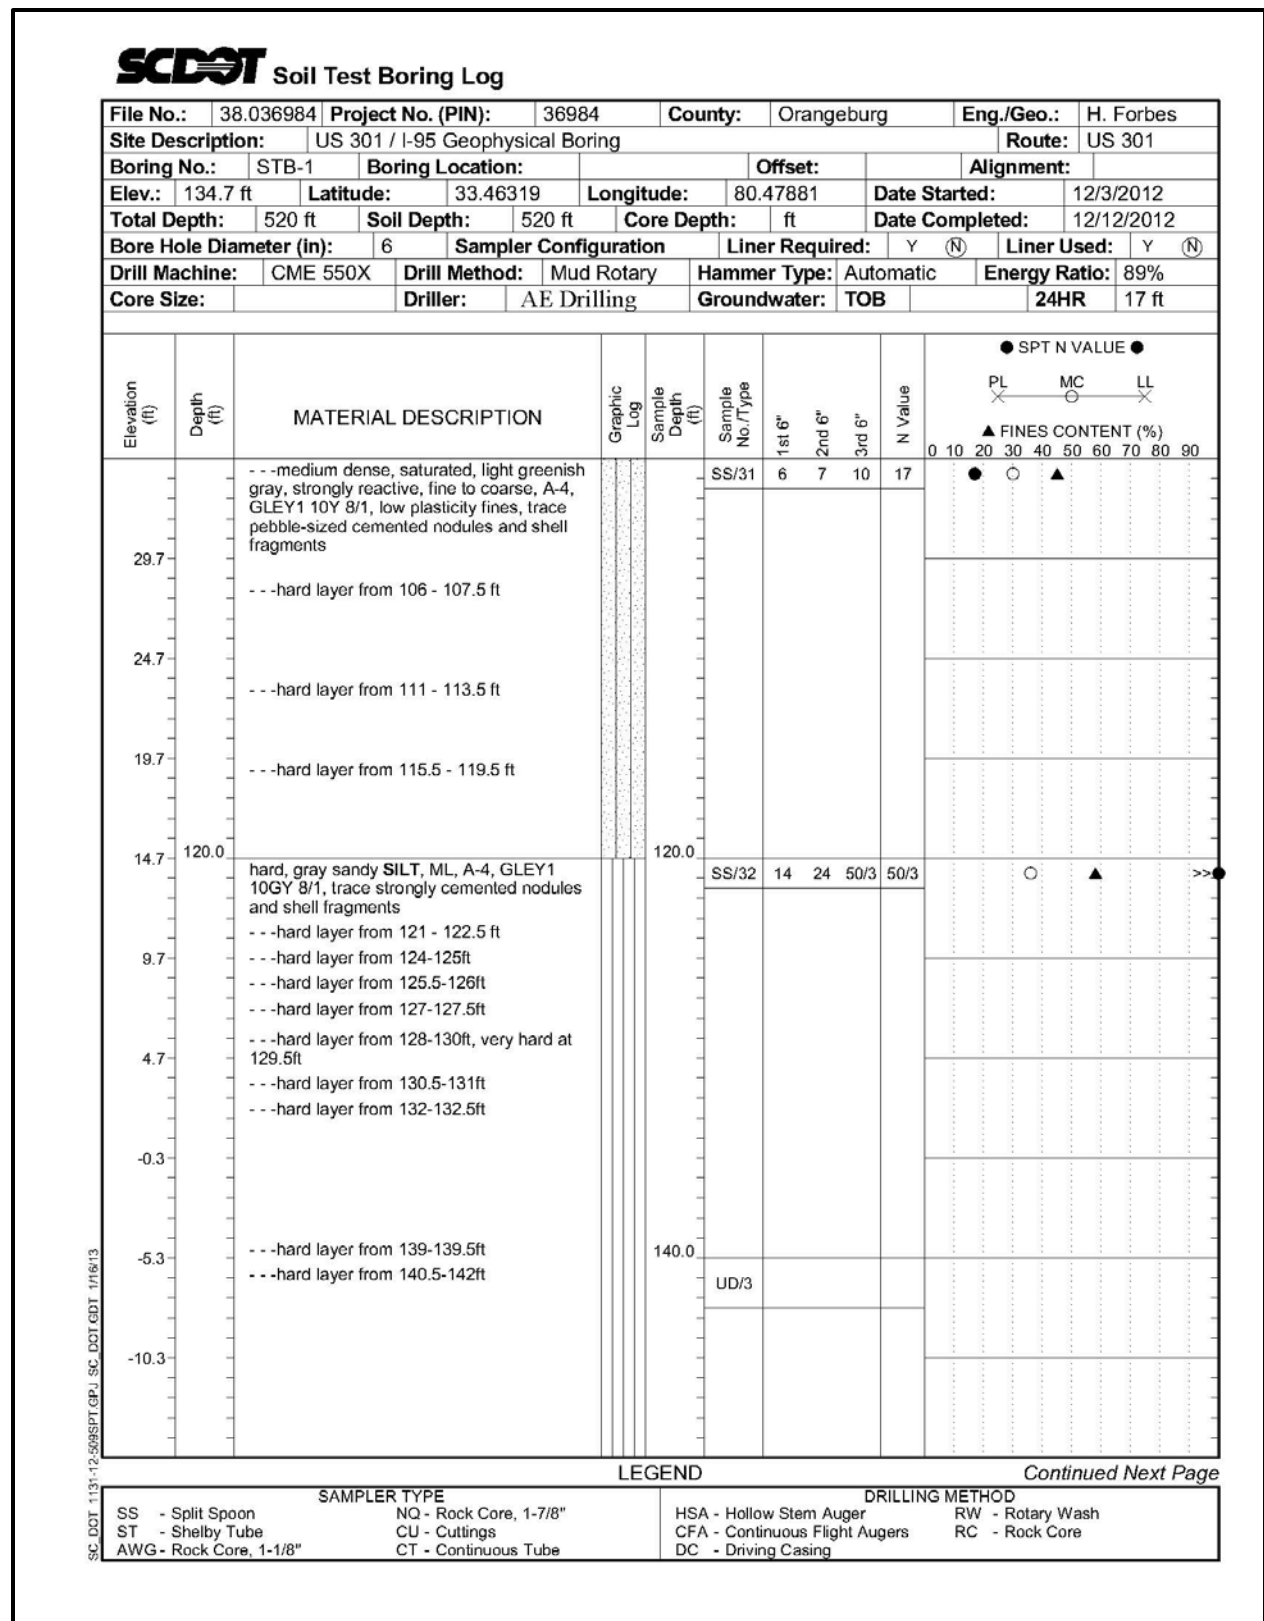 SCDOT Soil Test Boring Log
File No.: 38.036984 Project No. (PIN): 36984 County: Orangeburg Eng./Geo.: H. Forbes
Site Description: US 301 / I-95 Geophysical Boring Route: US 301
Boring No.: STB-1 Boring Location: Offset: Alignment:
Elev.: 134.7 ft Latitude: 33.46319 Longitude: 80.47881 Date Started: 12/3/2012
Total Depth: 520 ft Soil Depth: 520 ft Core Depth: ft Date Completed: 12/12/2012
Bore Hole Diameter (in): 6 Sampler Configuration Liner Required: Y N Liner Used: Y N
Drill Machine: CME 550X Drill Method: Mud Rotary Hammer Type: Automatic Energy Ratio: 89%
Core Size: Driller: AE Drilling Groundwater: TOB 24HR 17 ft
Elevation (ft)
Depth (ft)
MATERIAL DESCRIPTION
Graphic Log
Sample Depth (ft)
Sample No./Type
1st 6"
2nd 6"
3rd 6"
N Value
● SPT N VALUE ●
PL MC LL
▲ FINES CONTENT (%)
0 10 20 30 40 50 60 70 80 90
- - -medium dense, saturated, light greenish
gray, strongly reactive, fine to coarse, A-4,
GLEY1 10Y 8/1, low plasticity fines, trace
pebble-sized cemented nodules and shell
fragments
SS/31 6 7 10 17
29.7
- - -hard layer from 106 - 107.5 ft
24.7
- - -hard layer from 111 - 113.5 ft
19.7
- - -hard layer from 115.5 - 119.5 ft
14.7 120.0 120.0
hard, gray sandy SILT, ML, A-4, GLEY1
10GY 8/1, trace strongly cemented nodules
and shell fragments
SS/32 14 24 50/3 50/3 >>
- - -hard layer from 121 - 122.5 ft
9.7 - - -hard layer from 124-125ft
- - -hard layer from 125.5-126ft
- - -hard layer from 127-127.5ft
- - -hard layer from 128-130ft, very hard at
4.7 129.5ft
- - -hard layer from 130.5-131ft
- - -hard layer from 132-132.5ft
-0.3
- - -hard layer from 139-139.5ft
-5.3 140.0
- - -hard layer from 140.5-142ft
UD/3
-10.3
SC_DOT 1131-12-509SPT.GPJ SC_DOT.GDT 1/16/13
LEGEND
Continued Next Page
SAMPLER TYPE
SS - Split Spoon NQ - Rock Core, 1-7/8"
ST - Shelby Tube CU - Cuttings
AWG - Rock Core, 1-1/8" CT - Continuous Tube
DRILLING METHOD
HSA - Hollow Stem Auger RW - Rotary Wash
CFA - Continuous Flight Augers RC - Rock Core
DC - Driving Casing